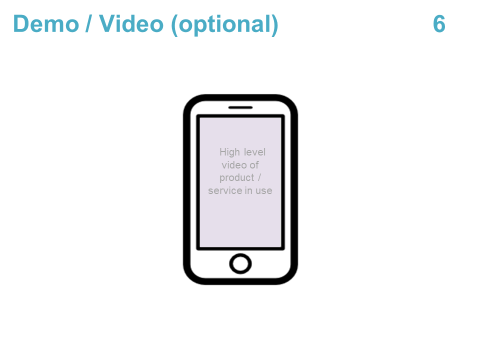 Demo / Video (optional) 6
High level
video of
product /
service in use